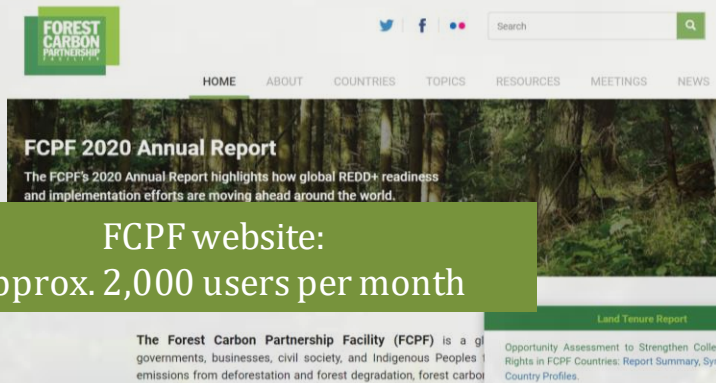 FOREST
CARBON
PARTNERSHIP
FACILITY
Search
HOME ABOUT COUNTRIES TOPICS RESOURCES MEETINGS NEWS
FCPF 2020 Annual Report
The FCPF's 2020 Annual Report highlights how global REDD+ readiness
and implementation efforts are moving ahead around the world.
FCPF website:
pprox. 2,000 users per month
The Forest Carbon Partnership Facility (FCPF) is a gl
governments, businesses, civil society, and Indigenous Peoples
emissions from deforestation and forest degradation, forest carbo
Land Tenure Report
Opportunity Assessment to Strengthen Colle
Rights in FCPF Countries: Report Summary, Sy
Country Profiles.